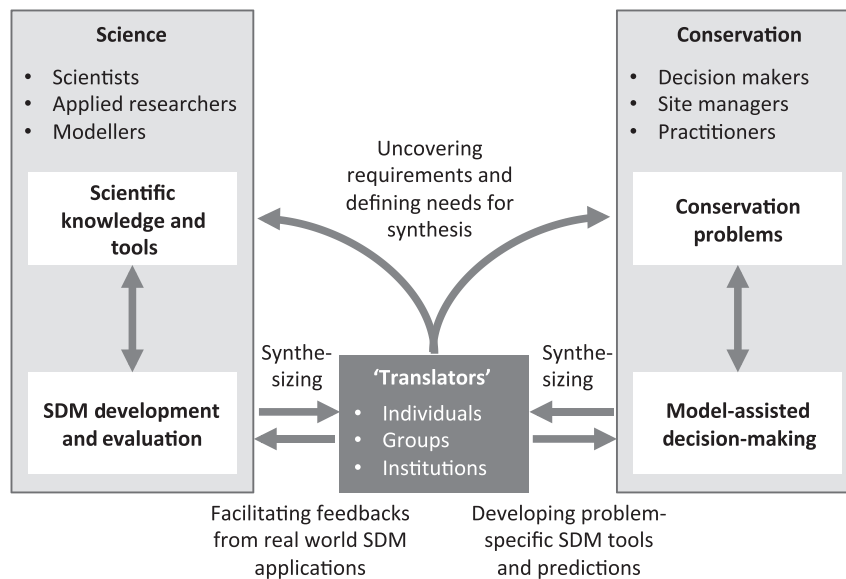 Science
• Scientists
• Applied researchers
• Modellers
Scientific
knowledge and
tools
SDM development
and evaluation
Uncovering
requirements and
defining needs for
synthesis
Synthe-
sizing
‘Translators’
• Individuals
• Groups
• Institutions
Synthe-
sizing
Facilitating feedbacks
from real world SDM
applications
Developing problem-
specific SDM tools
and predictions
Conservation
• Decision makers
• Site managers
• Practitioners
Conservation
problems
Model-assisted
decision-making